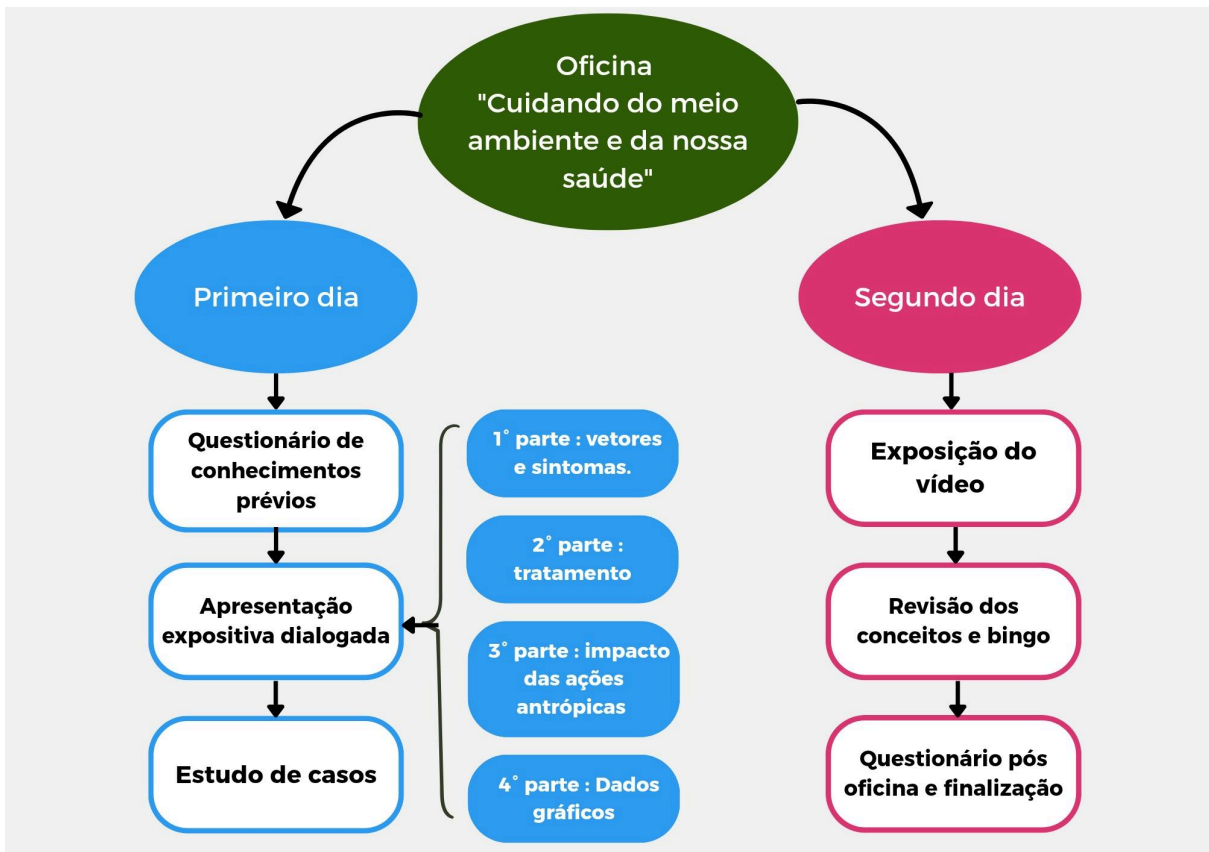 Oficina
"Cuidando do meio
ambiente e da nossa
saúde"
Primeiro dia
Questionário de
conhecimentos
prévios
Apresentação
expositiva dialogada
1° parte : vetores
e sintomas.
2° parte :
tratamento
3° parte : impacto
das ações
antrópicas
4° parte : Dados
gráficos
Estudo de casos
Segundo dia
Exposição do
vídeo
Revisão dos
conceitos e bingo
Questionário pós
oficina e finalização